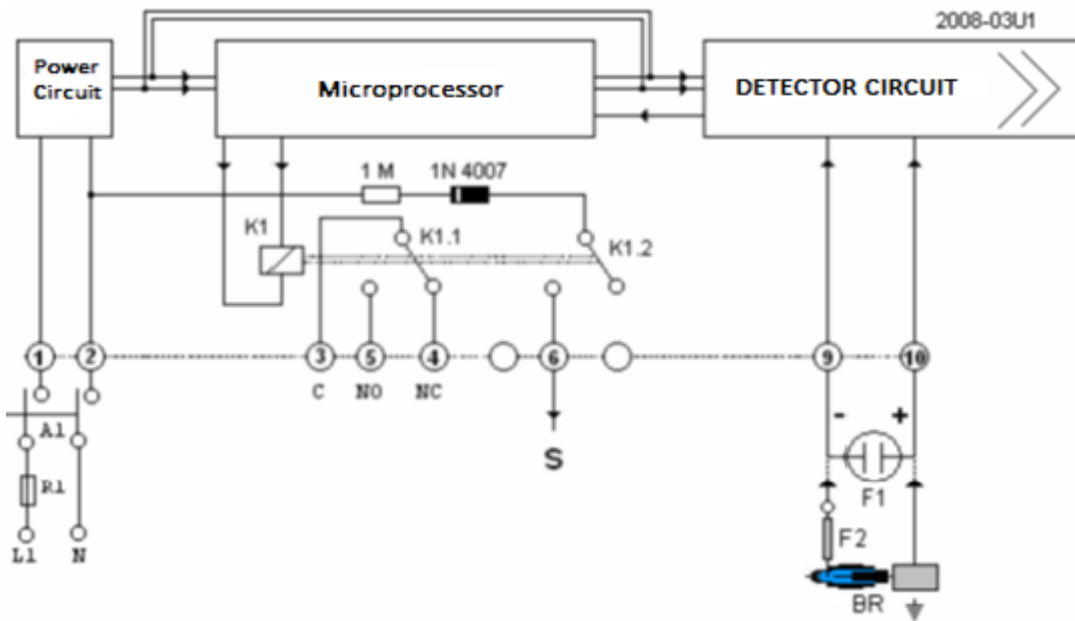 2008-03U1
Power
Circuit
Microprocessor
DETECTOR CIRCUIT
1 M
1N 4007
K1
K1.1
K1.2
1
2
3
5
4
6
9
10
C
NO
NC
A1
S
-
+
F1
R1
F2
L1
N
BR